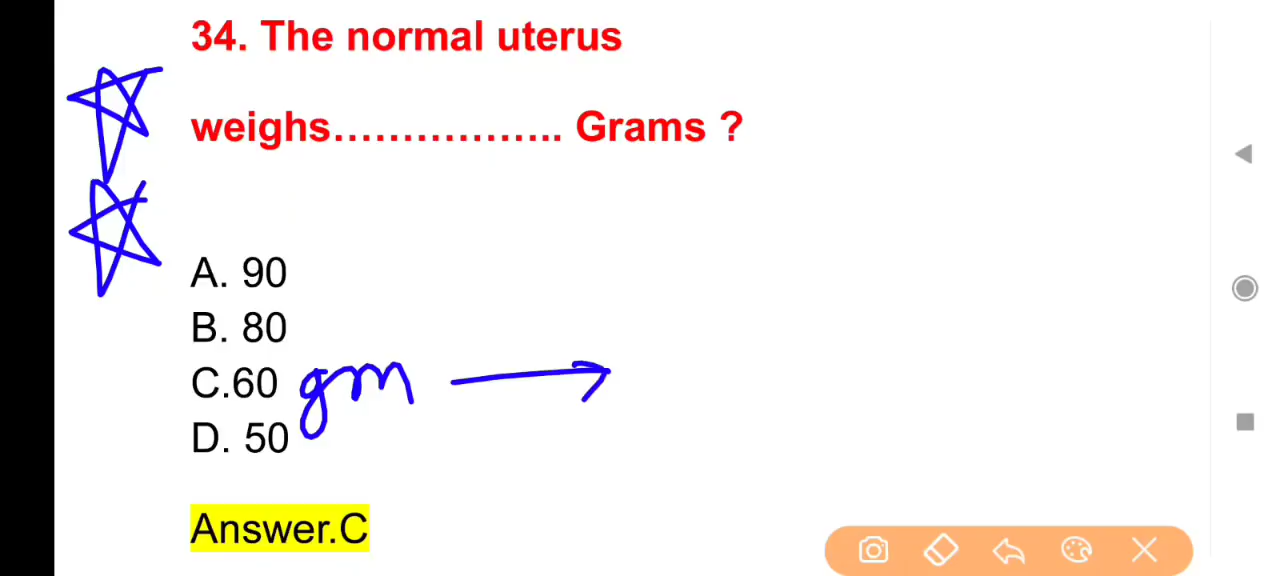 34. The normal uterus
weighs................. Grams ?
A. 90
B. 80
C.60 gm
D. 50
Answer.C